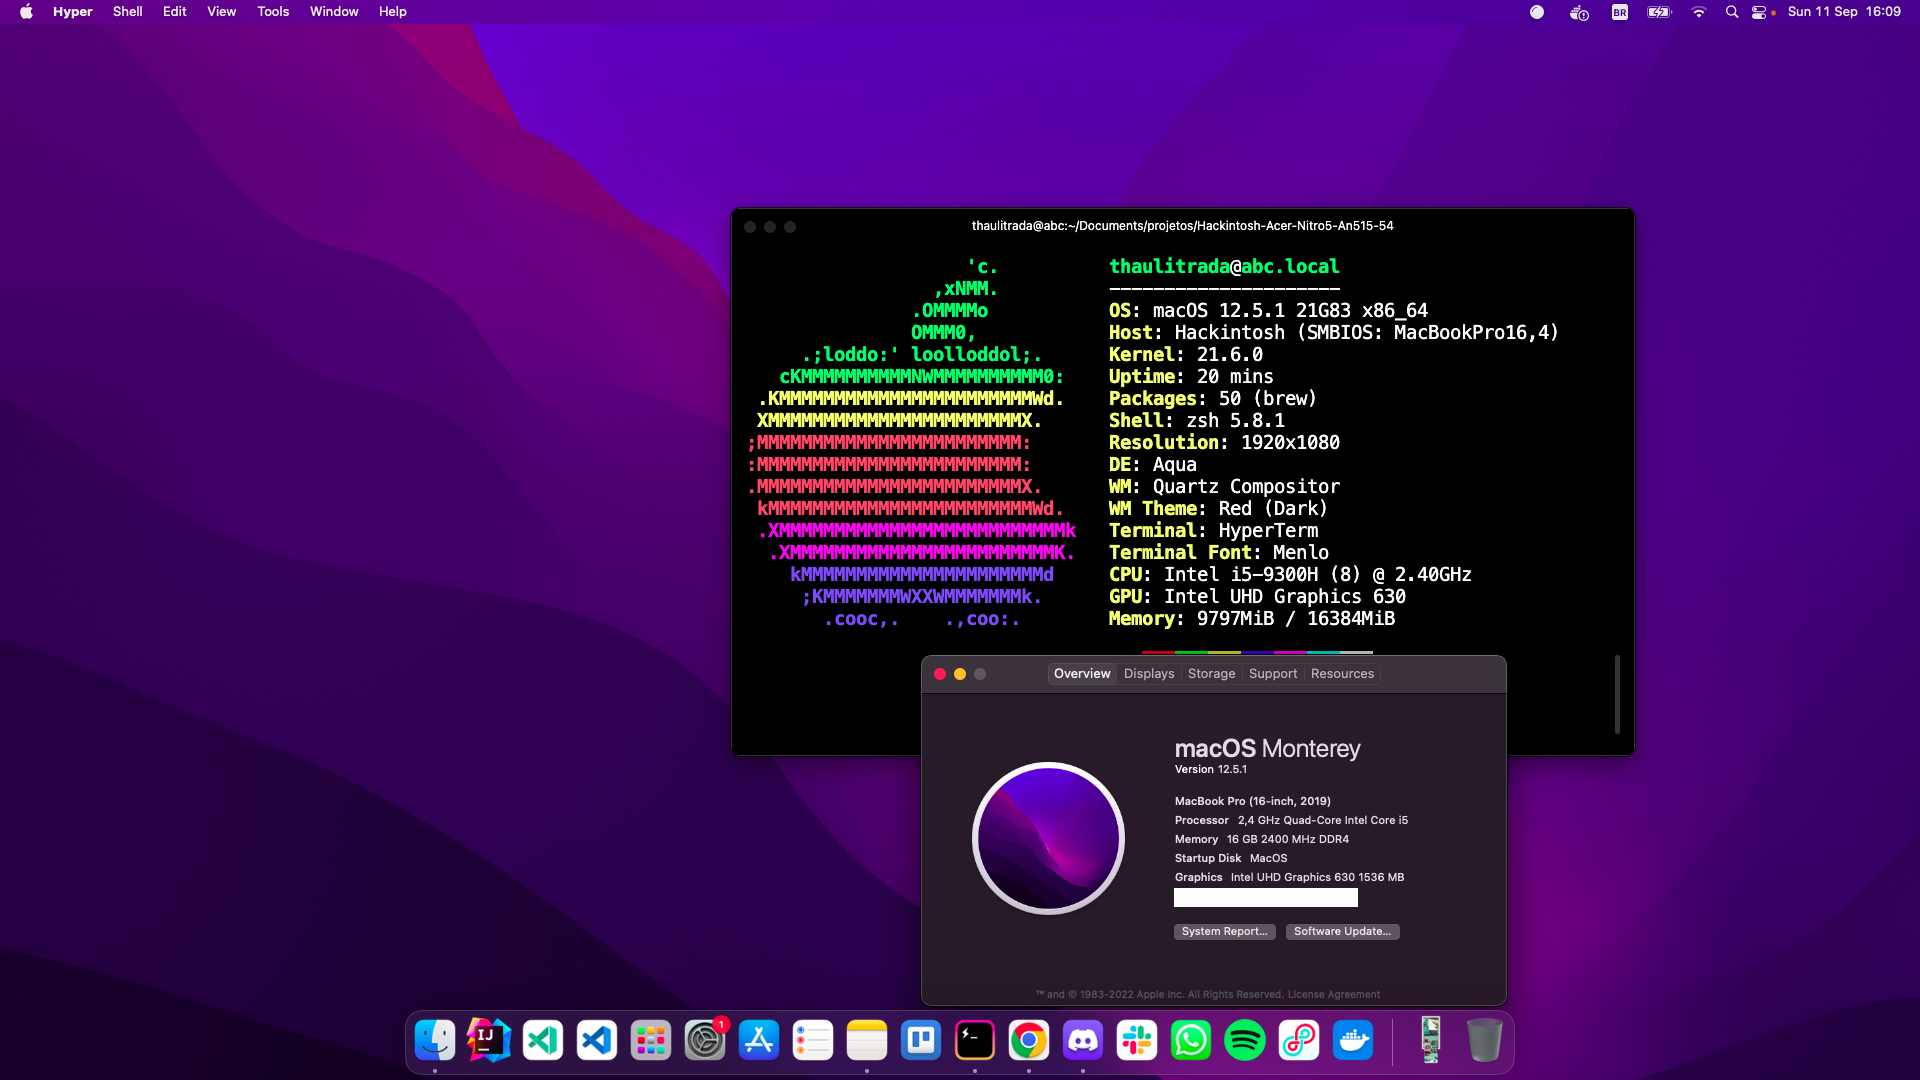 Hyper Shell Edit View Tools Window Help BR Sun 11 Sep 16:09
thaulitrada@abc:~/Documents/projetos/Hackintosh-Acer-Nitro5-An515-54
'c. thaulitrada@abc.local
,xNMM. ---------------------
.OMMMMo OS: macOS 12.5.1 21G83 x86_64
OMMM0, Host: Hackintosh (SMBIOS: MacBookPro16,4)
.;loddo:' loolloddol;. Kernel: 21.6.0
cKMMMMMMMMMMNWMMMMMMMMMM0: Uptime: 20 mins
.KMMMMMMMMMMMMMMMMMMMMMMMWd. Packages: 50 (brew)
XMMMMMMMMMMMMMMMMMMMMMMMX. Shell: zsh 5.8.1
;MMMMMMMMMMMMMMMMMMMMMMMM: Resolution: 1920x1080
:MMMMMMMMMMMMMMMMMMMMMMMM: DE: Aqua
.MMMMMMMMMMMMMMMMMMMMMMMMX. WM: Quartz Compositor
kMMMMMMMMMMMMMMMMMMMMMMMMWd. WM Theme: Red (Dark)
.XMMMMMMMMMMMMMMMMMMMMMMMMMMk Terminal: HyperTerm
.XMMMMMMMMMMMMMMMMMMMMMMMMK. Terminal Font: Menlo
kMMMMMMMMMMMMMMMMMMMMMMd CPU: Intel i5-9300H (8) @ 2.40GHz
;KMMMMMMMWXXWMMMMMMMk. GPU: Intel UHD Graphics 630
.cooc,. .,coo:. Memory: 9797MiB / 16384MiB
Overview Displays Storage Support Resources
macOS Monterey
Version 12.5.1
MacBook Pro (16-inch, 2019)
Processor 2,4 GHz Quad-Core Intel Core i5
Memory 16 GB 2400 MHz DDR4
Startup Disk MacOS
Graphics Intel UHD Graphics 630 1536 MB
System Report... Software Update...
™ and © 1983-2022 Apple Inc. All Rights Reserved. License Agreement
IJ 1